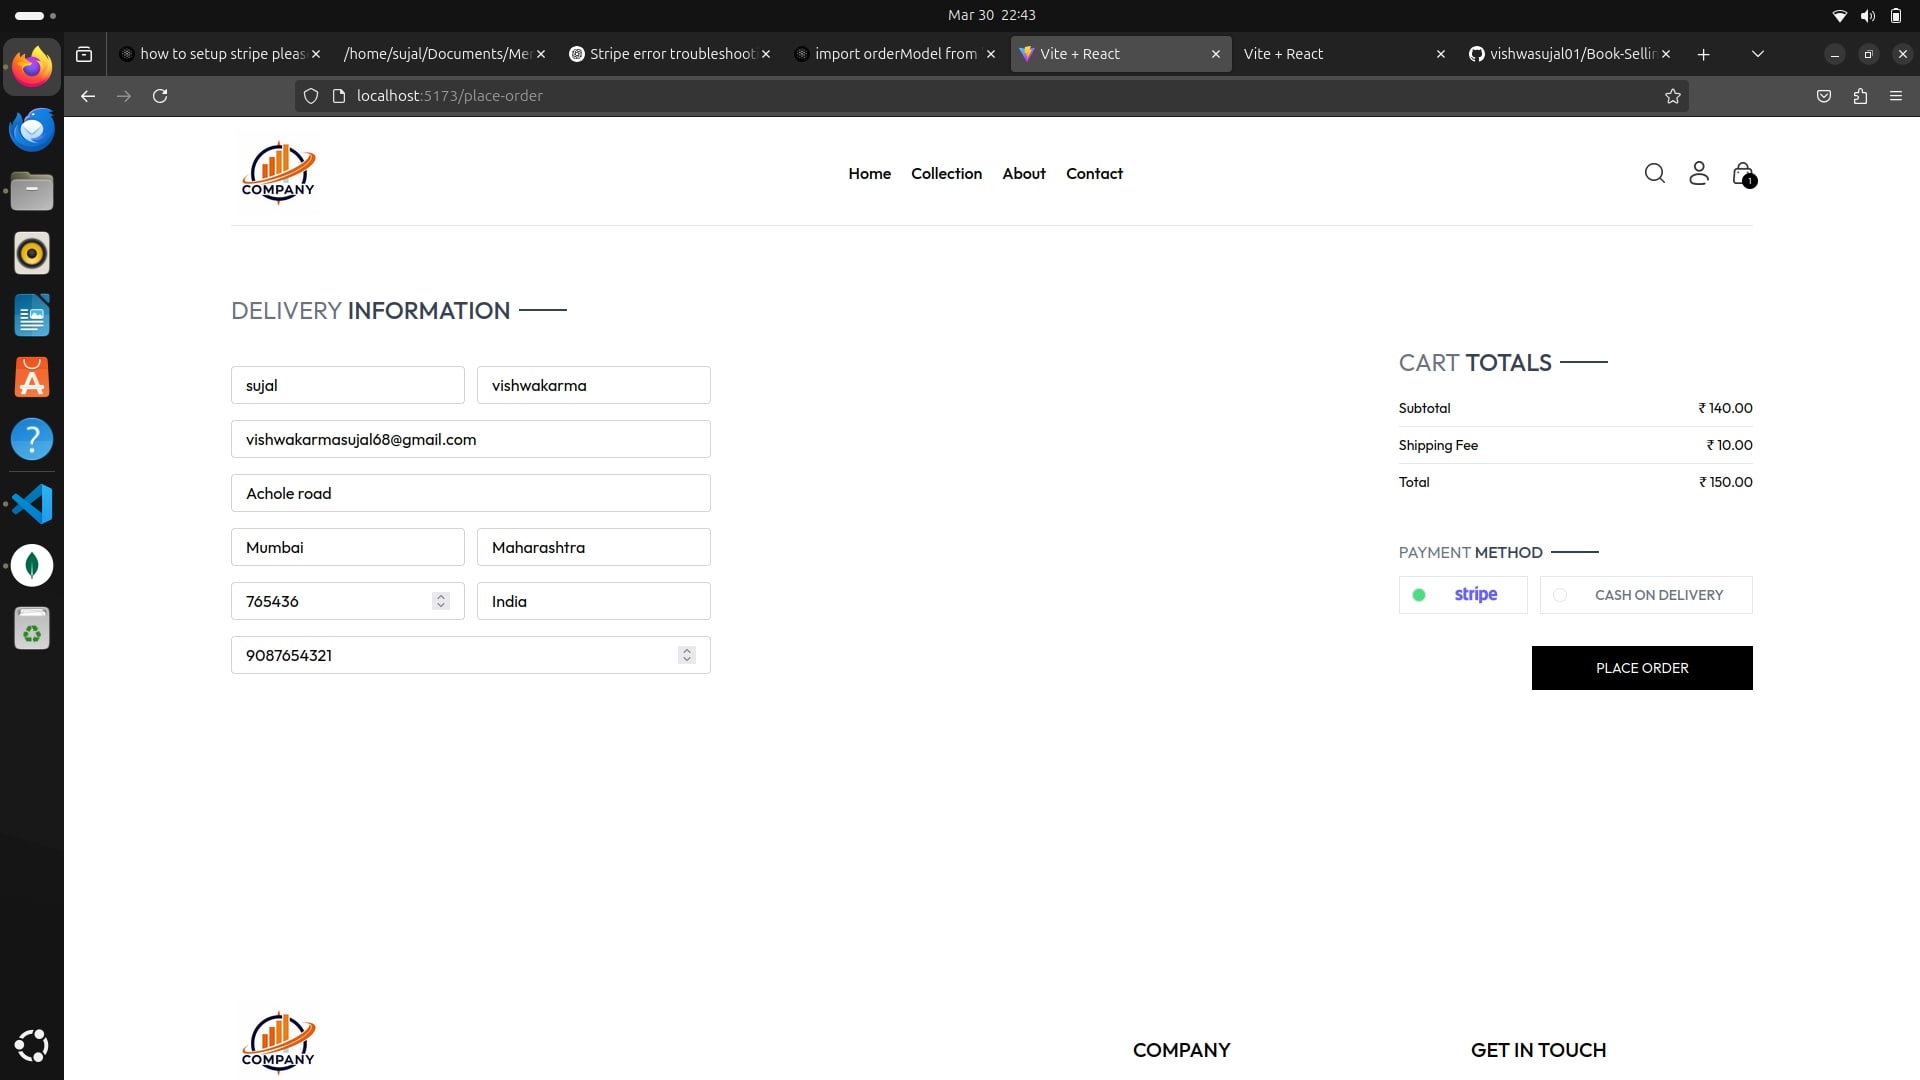 Mar 30 22:43
how to setup stripe pleas
/home/sujal/Documents/Me
Stripe error troubleshoot
import orderModel from
Vite + React
Vite + React
vishwasujal01/Book-Sellin
localhost:5173/place-order
COMPANY
Home Collection About Contact
1
DELIVERY INFORMATION
sujal vishwakarma
vishwakarmasujal68@gmail.com
Achole road
Mumbai Maharashtra
765436 India
9087654321
CART TOTALS
Subtotal ₹ 140.00
Shipping Fee ₹ 10.00
Total ₹ 150.00
PAYMENT METHOD
stripe CASH ON DELIVERY
PLACE ORDER
COMPANY
COMPANY
GET IN TOUCH